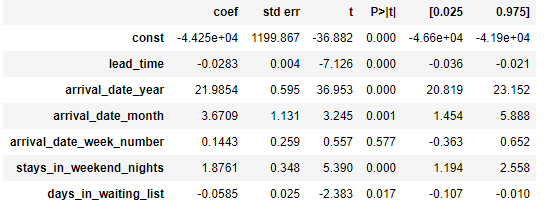 coef std err t P>|t| [0.025 0.975]
const -4.425e+04 1199.867 -36.882 0.000 -4.66e+04 -4.19e+04
lead_time -0.0283 0.004 -7.126 0.000 -0.036 -0.021
arrival_date_year 21.9854 0.595 36.953 0.000 20.819 23.152
arrival_date_month 3.6709 1.131 3.245 0.001 1.454 5.888
arrival_date_week_number 0.1443 0.259 0.557 0.577 -0.363 0.652
stays_in_weekend_nights 1.8761 0.348 5.390 0.000 1.194 2.558
days_in_waiting_list -0.0585 0.025 -2.383 0.017 -0.107 -0.010